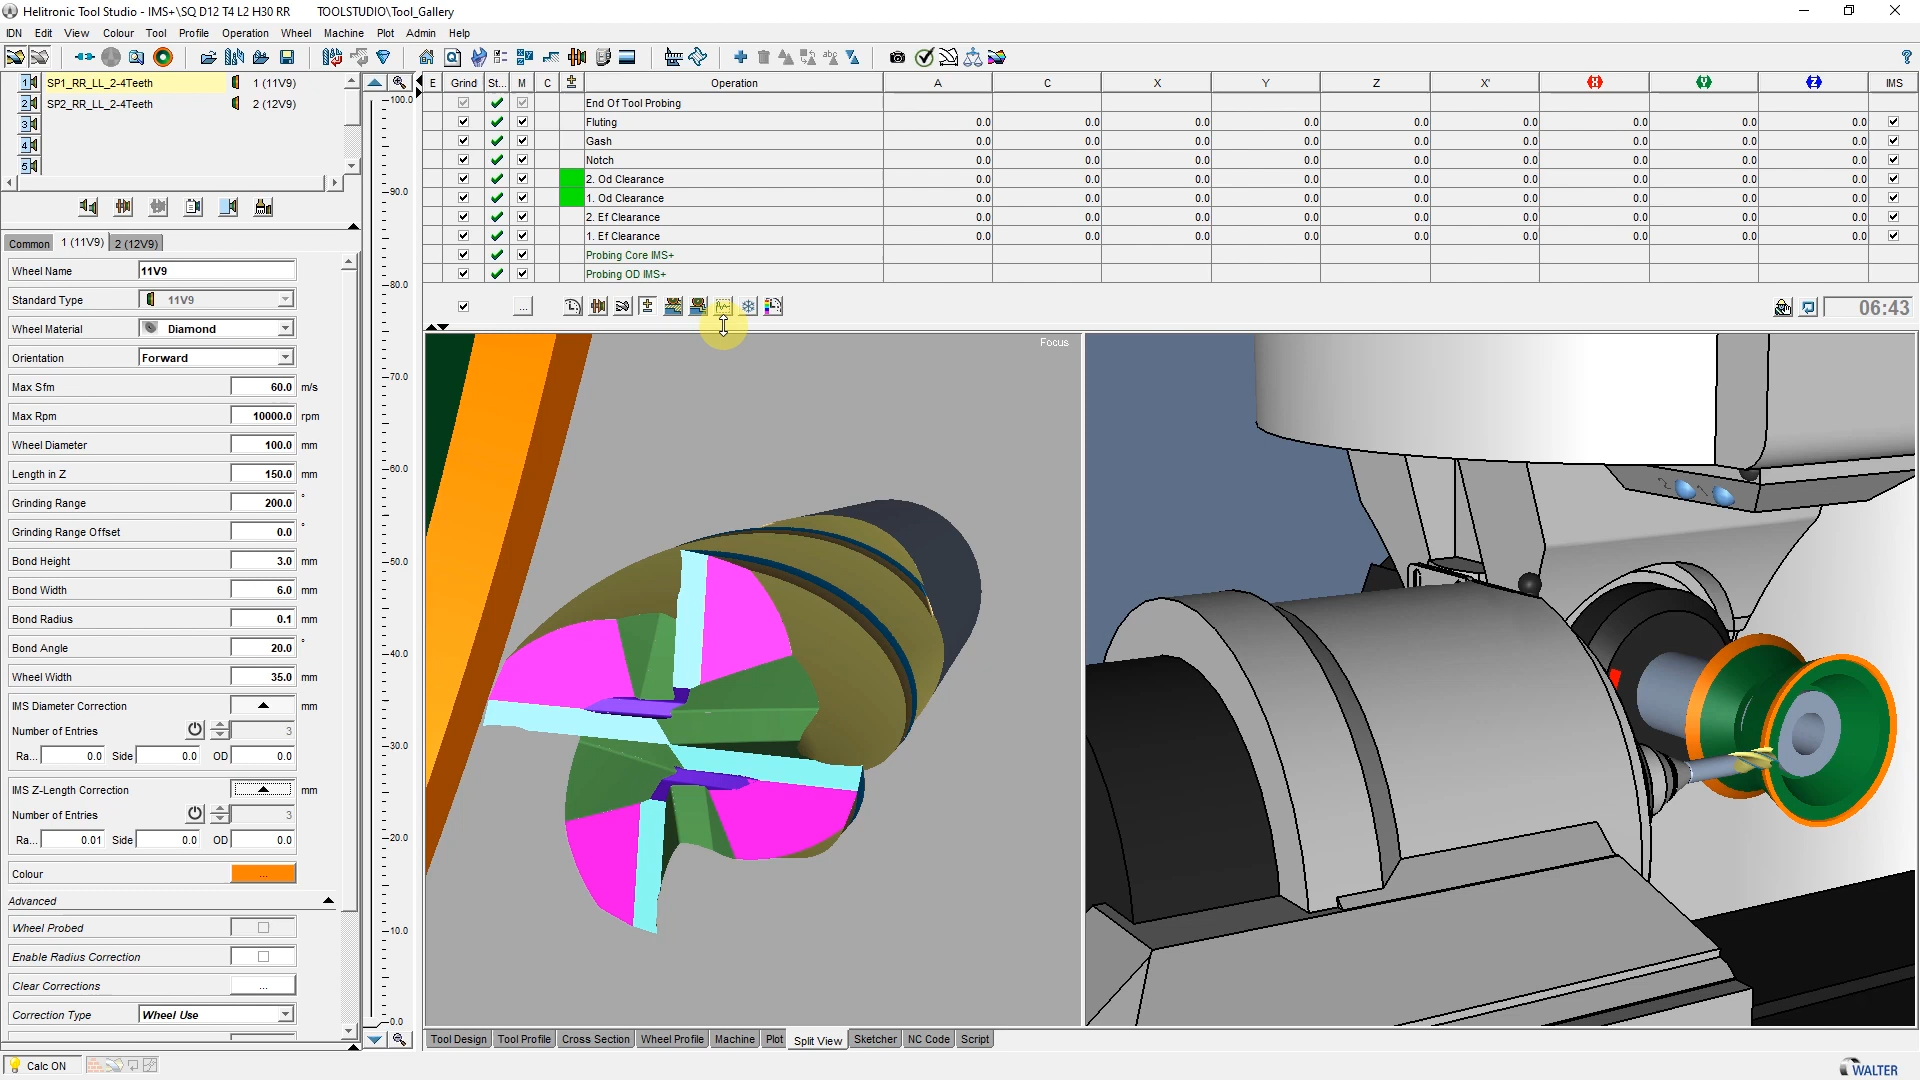 Helitronic Tool Studio - IMS+\SQ D12 T4 L2 H30 RR TOOLSTUDIO\Tool_Gallery
IDN Edit View Colour Tool Profile Operation Wheel Machine Plot Admin Help
1 SP1_RR_LL_2-4Teeth 1 (11V9)
2 SP2_RR_LL_2-4Teeth 2 (12V9)
3
4
5
Common 1 (11V9) 2 (12V9)
Wheel Name 11V9
Standard Type 11V9
Wheel Material Diamond
Orientation Forward
Max Sfm 60.0 m/s
Max Rpm 10000.0 rpm
Wheel Diameter 100.0 mm
Length in Z 150.0 mm
Grinding Range 200.0 °
Grinding Range Offset 0.0 °
Bond Height 3.0 mm
Bond Width 6.0 mm
Bond Radius 0.1 mm
Bond Angle 20.0 °
Wheel Width 35.0 mm
IMS Diameter Correction mm
Number of Entries 3
Ra... 0.0 Side 0.0 OD 0.0
IMS Z-Length Correction mm
Number of Entries 3
Ra... 0.01 Side 0.0 OD 0.0
Colour ...
Advanced
Wheel Probed
Enable Radius Correction
Clear Corrections ...
Correction Type Wheel Use
Calc ON
100.0
90.0
80.0
70.0
60.0
50.0
40.0
30.0
20.0
10.0
0.0
E Grind St... M C ± Operation A C X Y Z X' X Y Z IMS
End Of Tool Probing
Fluting 0.0 0.0 0.0 0.0 0.0 0.0 0.0 0.0 0.0
Gash 0.0 0.0 0.0 0.0 0.0 0.0 0.0 0.0 0.0
Notch 0.0 0.0 0.0 0.0 0.0 0.0 0.0 0.0 0.0
2. Od Clearance 0.0 0.0 0.0 0.0 0.0 0.0 0.0 0.0 0.0
1. Od Clearance 0.0 0.0 0.0 0.0 0.0 0.0 0.0 0.0 0.0
2. Ef Clearance 0.0 0.0 0.0 0.0 0.0 0.0 0.0 0.0 0.0
1. Ef Clearance 0.0 0.0 0.0 0.0 0.0 0.0 0.0 0.0 0.0
Probing Core IMS+
Probing OD IMS+
... 06:43
Focus
Tool Design Tool Profile Cross Section Wheel Profile Machine Plot Split View Sketcher NC Code Script
WALTER